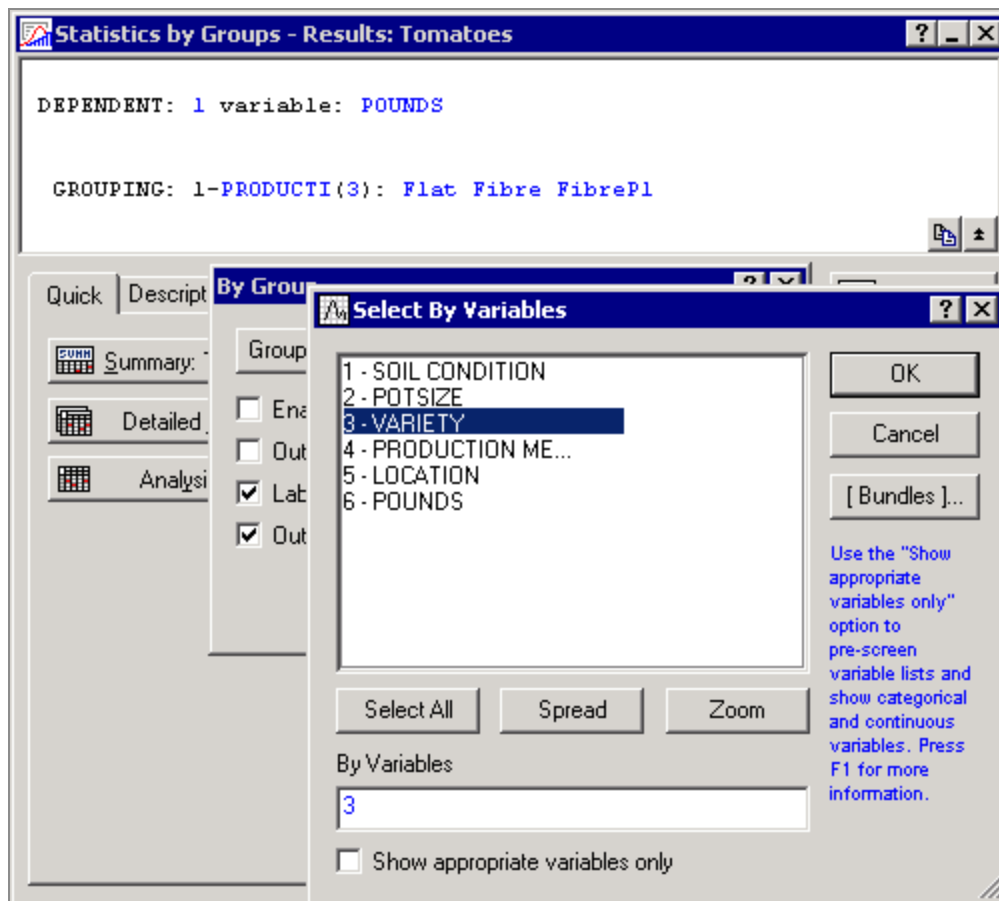 Statistics by Groups - Results: Tomatoes
DEPENDENT: 1 variable: POUNDS
GROUPING: 1-PRODUCTI(3): Flat Fibre FibrePl
Quick
Descript
Summary:
Detailed
Analysi
By Group
Group
Ena
Out
Lab
Out
Select By Variables
1 - SOIL CONDITION
2 - POTSIZE
3 - VARIETY
4 - PRODUCTION ME...
5 - LOCATION
6 - POUNDS
OK
Cancel
[ Bundles ]...
Use the "Show
appropriate
variables only"
option to
pre-screen
variable lists and
show categorical
and continuous
variables. Press
F1 for more
information.
Select All
Spread
Zoom
By Variables
3
Show appropriate variables only